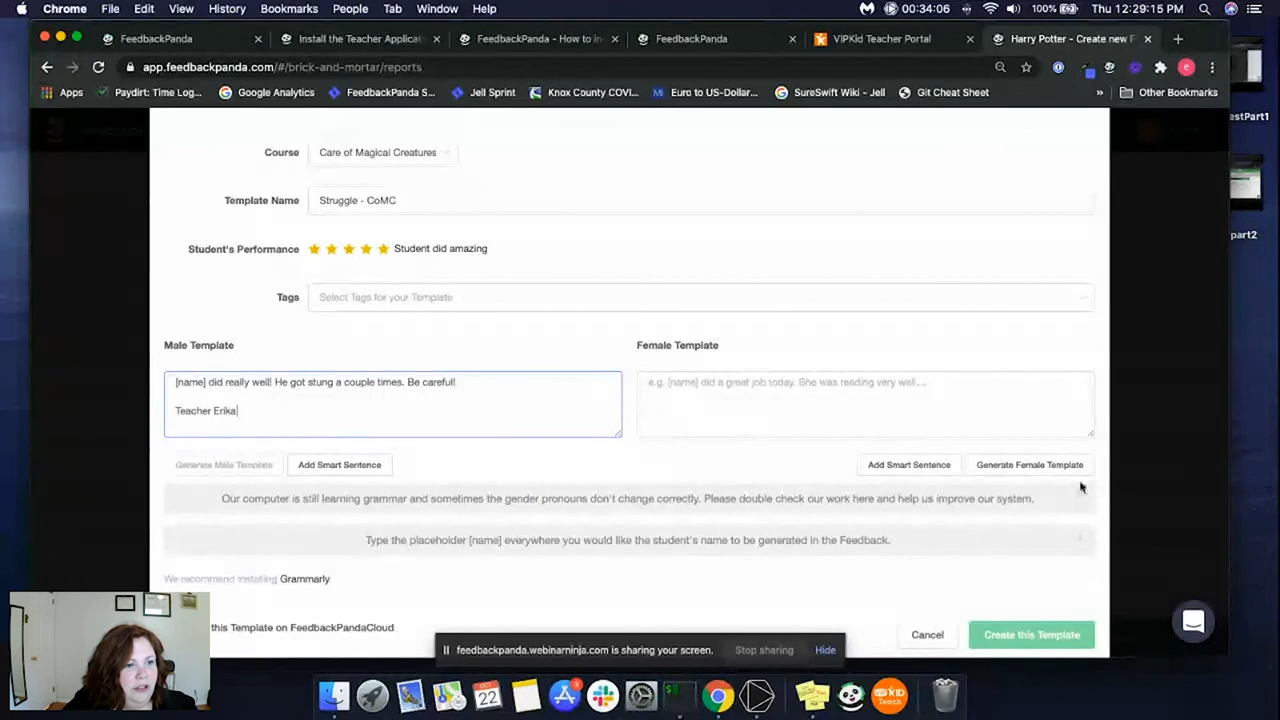 Chrome File Edit View History Bookmarks People Tab Window Help 00:34:06 100% Thu 12:29:15 PM
FeedbackPanda Install the Teacher Applicat FeedbackPanda - How to in FeedbackPanda VIPKid Teacher Portal Harry Potter - Create new F
app.feedbackpanda.com/#/brick-and-mortar/reports
Apps Paydirt: Time Log... Google Analytics FeedbackPanda S... Jell Sprint Knox County COVI... Euro to US-Dollar... SureSwift Wiki - Jell Git Cheat Sheet » Other Bookmarks
estPart1
Course Care of Magical Creatures
Template Name Struggle - CoMC
part2
Student's Performance Student did amazing
Tags Select Tags for your Template
Male Template Female Template
[name] did really well! He got stung a couple times. Be careful! e.g. [name] did a great job today. She was reading very well....
Teacher Erika
Generate Male Template Add Smart Sentence Add Smart Sentence Generate Female Template
Our computer is still learning grammar and sometimes the gender pronouns don't change correctly. Please double check our work here and help us improve our system.
Type the placeholder [name] everywhere you would like the student's name to be generated in the Feedback.
We recommend installing Grammarly.
this Template on FeedbackPandaCloud Cancel Create this Template
feedbackpanda.webinarninja.com is sharing your screen. Stop sharing Hide
OCT
22
VIPKID
Teach